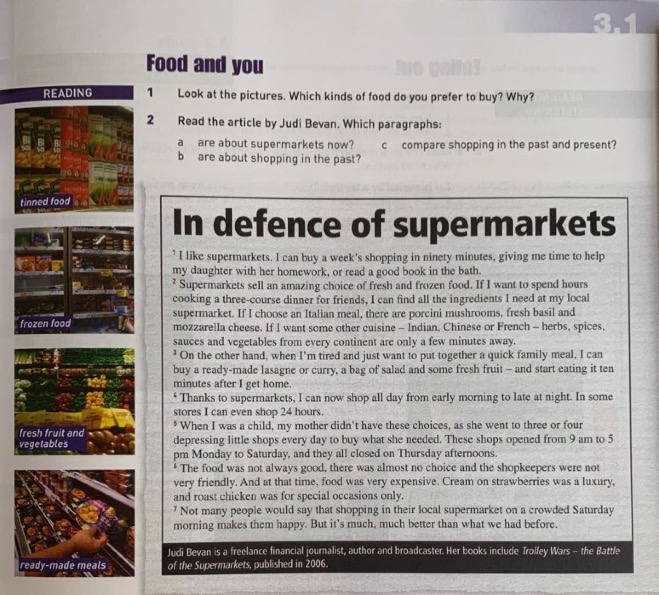 3.1
Food and you
READING
1 Look at the pictures. Which kinds of food do you prefer to buy? Why?
2 Read the article by Judi Bevan. Which paragraphs:
a are about supermarkets now? c compare shopping in the past and present?
b are about shopping in the past?
tinned food
frozen food
fresh fruit and
vegetables
ready-made meals
In defence of supermarkets
1 I like supermarkets. I can buy a week's shopping in ninety minutes, giving me time to help
my daughter with her homework, or read a good book in the bath.
2 Supermarkets sell an amazing choice of fresh and frozen food. If I want to spend hours
cooking a three-course dinner for friends, I can find all the ingredients I need at my local
supermarket. If I choose an Italian meal, there are porcini mushrooms, fresh basil and
mozzarella cheese. If I want some other cuisine – Indian, Chinese or French – herbs, spices,
sauces and vegetables from every continent are only a few minutes away.
3 On the other hand, when I'm tired and just want to put together a quick family meal, I can
buy a ready-made lasagne or curry, a bag of salad and some fresh fruit – and start eating it ten
minutes after I get home.
4 Thanks to supermarkets, I can now shop all day from early morning to late at night. In some
stores I can even shop 24 hours.
5 When I was a child, my mother didn't have these choices, as she went to three or four
depressing little shops every day to buy what she needed. These shops opened from 9 am to 5
pm Monday to Saturday, and they all closed on Thursday afternoons.
6 The food was not always good, there was almost no choice and the shopkeepers were not
very friendly. And at that time, food was very expensive. Cream on strawberries was a luxury,
and roast chicken was for special occasions only.
7 Not many people would say that shopping in their local supermarket on a crowded Saturday
morning makes them happy. But it's much, much better than what we had before.
Judi Bevan is a freelance financial journalist, author and broadcaster. Her books include Trolley Wars – the Battle
of the Supermarkets, published in 2006.